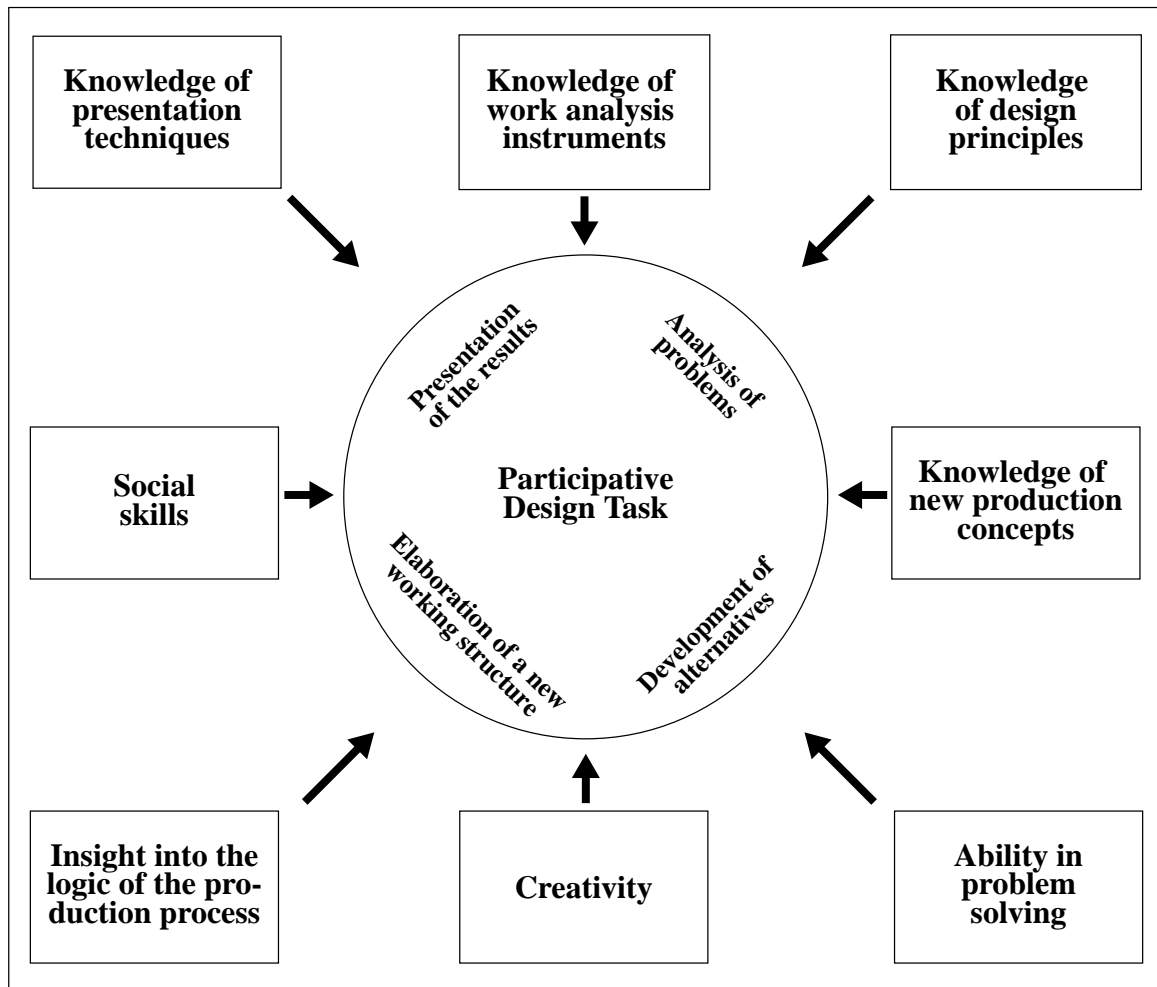 Knowledge of
presentation
techniques
Knowledge of
work analysis
instruments
Knowledge
of design
principles
Presentation
of the results
Analysis of
problems
Social
skills
Participative
Design Task
Knowledge of
new production
concepts
Elaboration of a new
working structure
Development of
alternatives
Insight into the
logic of the pro-
duction process
Creativity
Ability in
problem
solving